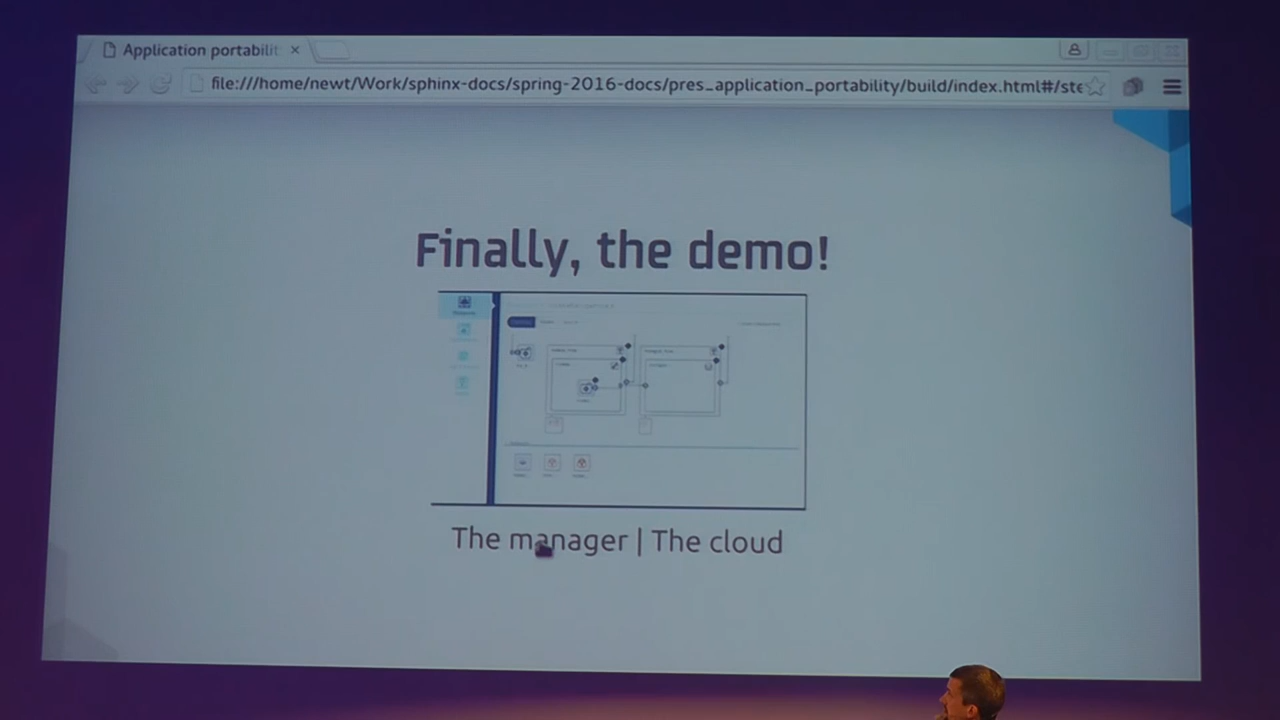 Application portabilit
file:///home/newt/Work/sphinx-docs/spring-2016-docs/pres_application_portability/build/index.html#/ste
Finally, the demo!
The manager | The cloud